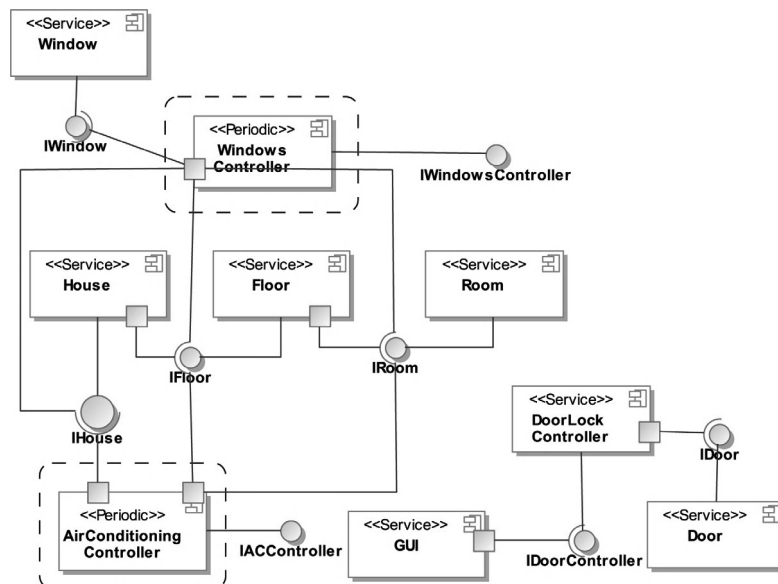 <<Service>>
Window
IWindow
<<Periodic>>
Windows
Controller
IWindowsController
<<Service>>
House
<<Service>>
Floor
<<Service>>
Room
IFloor
IRoom
IHouse
<<Service>>
DoorLock
Controller
IDoor
<<Periodic>>
AirConditioning
Controller
IACController
<<Service>>
GUI
IDoorController
<<Service>>
Door